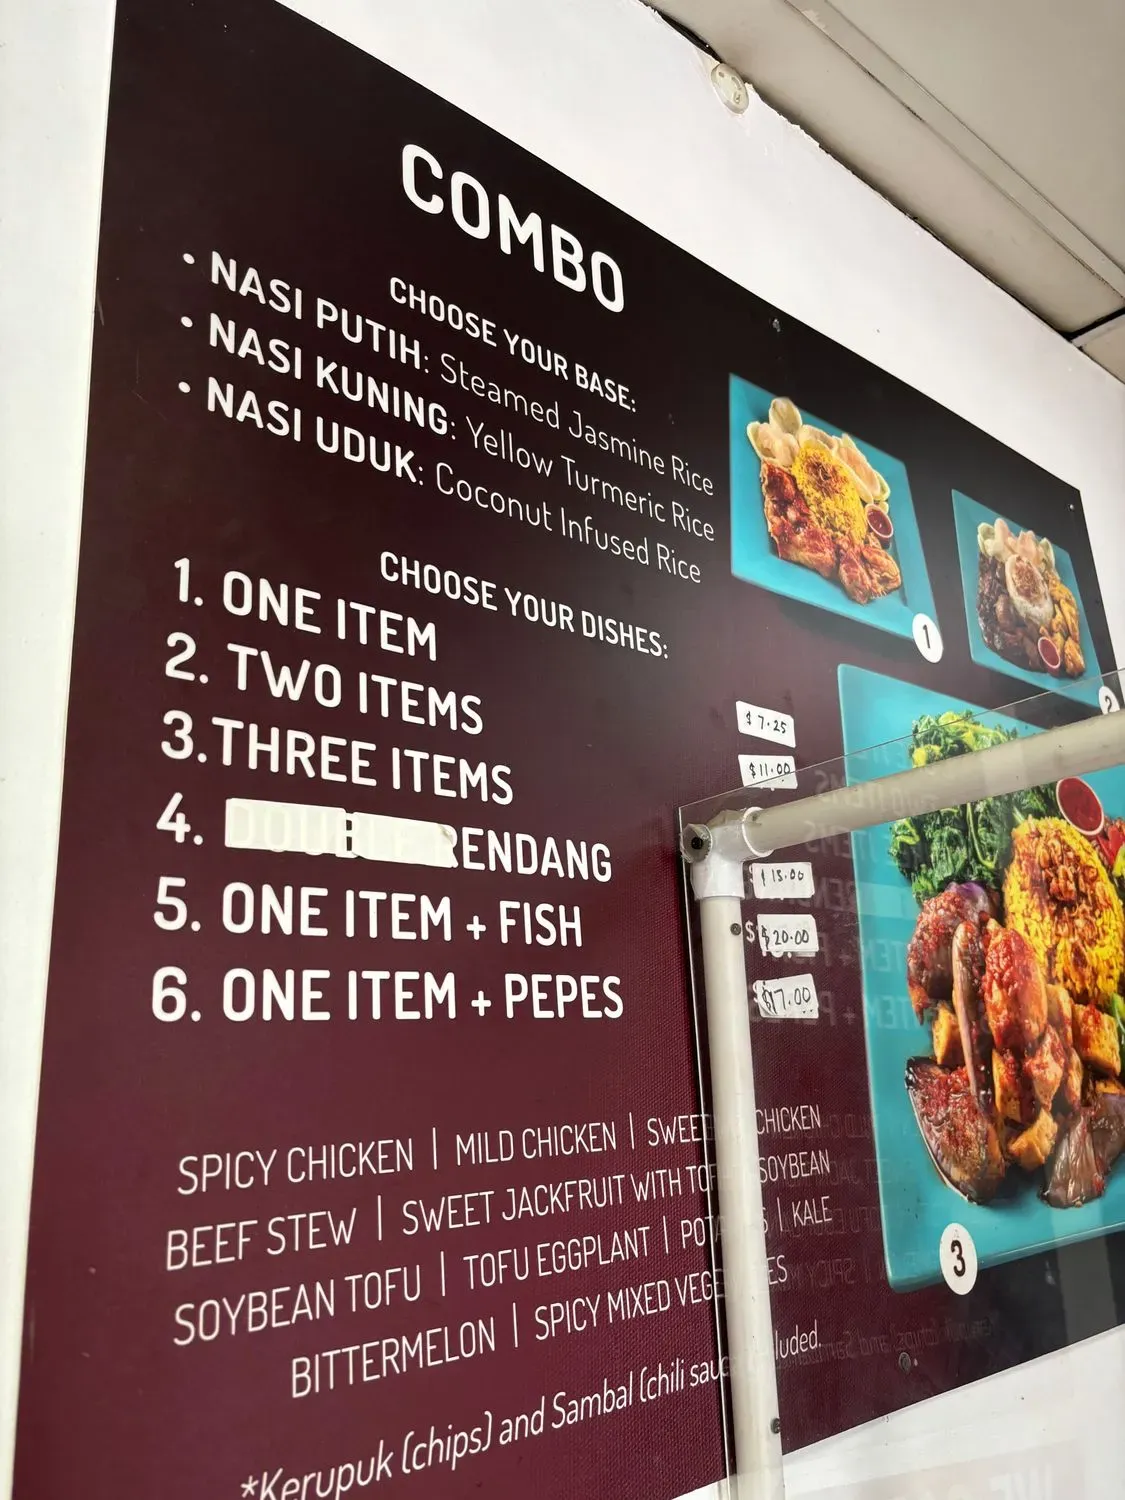 COMBO
CHOOSE YOUR BASE:
• NASI PUTIH: Steamed Jasmine Rice
• NASI KUNING: Yellow Turmeric Rice
• NASI UDUK: Coconut Infused Rice
CHOOSE YOUR DISHES:
1. ONE ITEM $7.25
2. TWO ITEMS $11.00
3. THREE ITEMS
4. RENDANG $15.00
5. ONE ITEM + FISH $20.00
6. ONE ITEM + PEPES $17.00
SPICY CHICKEN | MILD CHICKEN | SWEET CHICKEN
BEEF STEW | SWEET JACKFRUIT WITH SOYBEAN
SOYBEAN TOFU | TOFU EGGPLANT | | KALE
BITTERMELON | SPICY MIXED
*Kerupuk (chips) and Sambal (chili
1
2
3